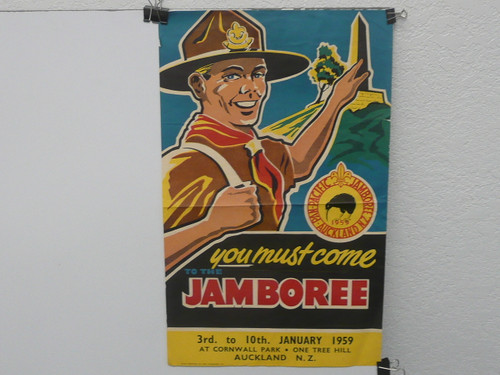 PAN-PACIFIC JAMBOREE
1959
AUCKLAND N.Z.
you must come
TO THE
JAMBOREE
3rd. to 10th. JANUARY 1959
AT CORNWALL PARK • ONE TREE HILL
AUCKLAND N.Z.